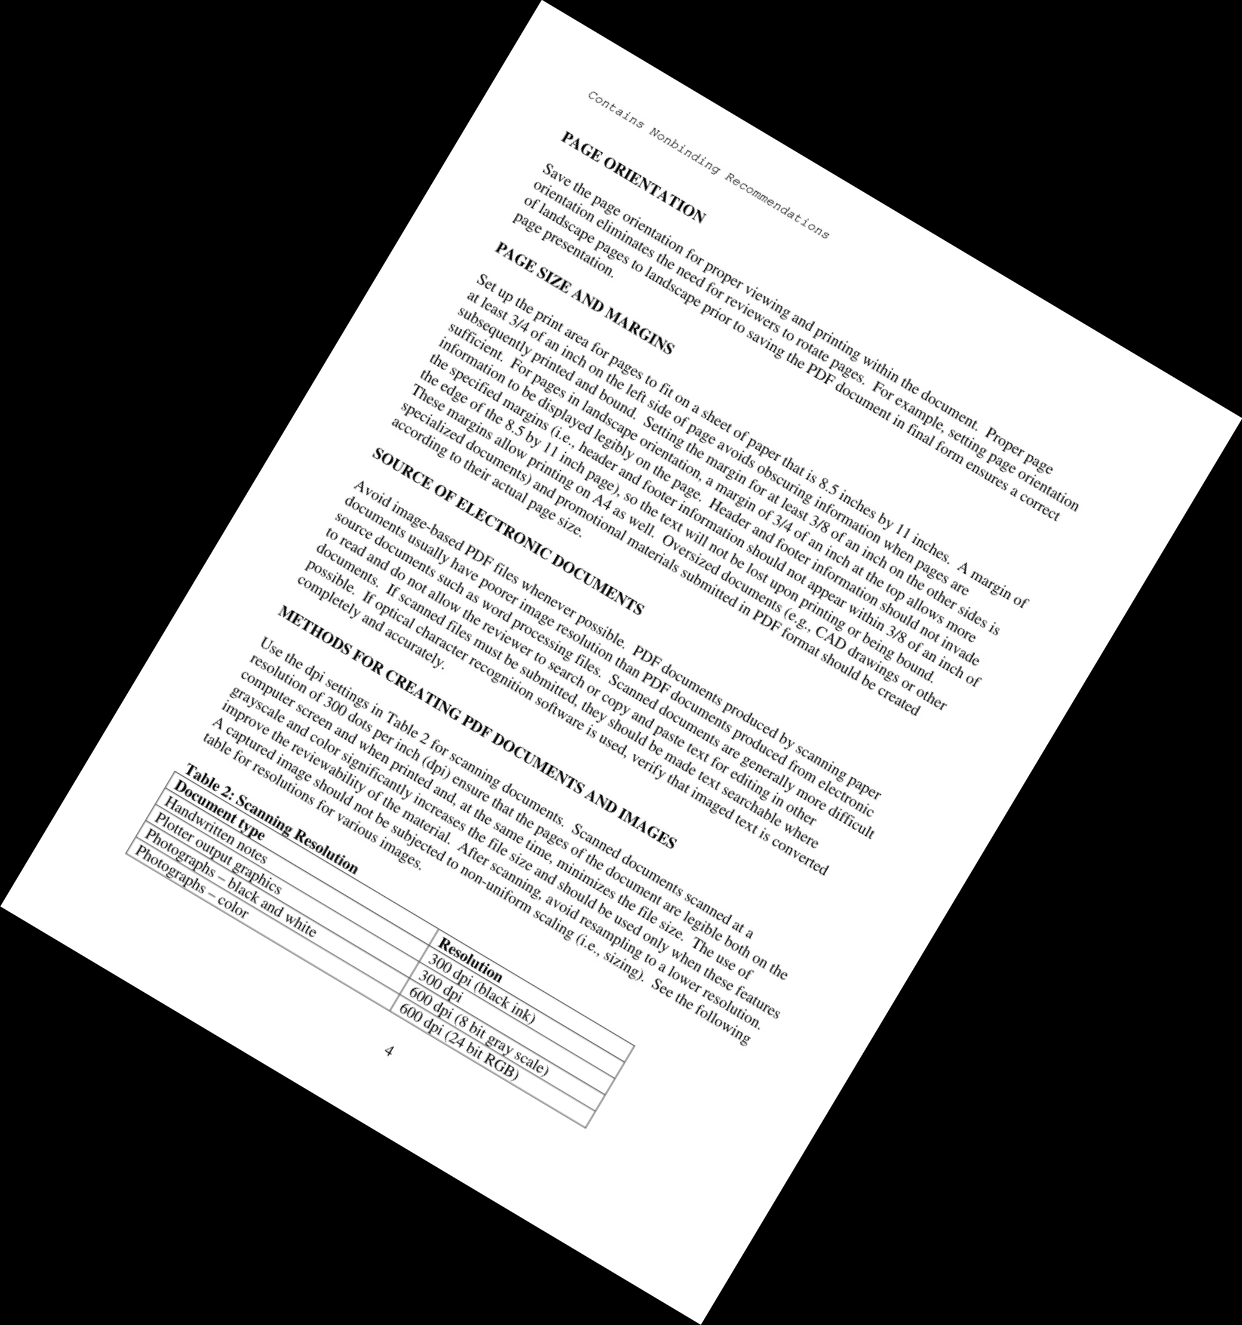 Contains Nonbinding Recommendations
PAGE ORIENTATION
Save the page orientation for proper viewing and printing within the document.  Proper page
orientation eliminates the need for reviewers to rotate pages.  For example, setting page orientation
of landscape pages to landscape prior to saving the PDF document in final form ensures a correct
page presentation.
PAGE SIZE AND MARGINS
Set up the print area for pages to fit on a sheet of paper that is 8.5 inches by 11 inches.  A margin of
at least 3/4 of an inch on the left side of page avoids obscuring information when pages are
subsequently printed and bound.  Setting the margin for at least 3/8 of an inch on the other sides is
sufficient.  For pages in landscape orientation, a margin of 3/4 of an inch at the top allows more
information to be displayed legibly on the page.  Header and footer information should not invade
the specified margins (i.e., header and footer information should not appear within 3/8 of an inch of
the edge of the 8.5 by 11 inch page), so the text will not be lost upon printing or being bound.
These margins allow printing on A4 as well.  Oversized documents (e.g., CAD drawings or other
specialized documents) and promotional materials submitted in PDF format should be created
according to their actual page size.
SOURCE OF ELECTRONIC DOCUMENTS
Avoid image-based PDF files whenever possible.  PDF documents produced by scanning paper
documents usually have poorer image resolution than PDF documents produced from electronic
source documents such as word processing files.  Scanned documents are generally more difficult
to read and do not allow the reviewer to search or copy and paste text for editing in other
documents.  If scanned files must be submitted, they should be made text searchable where
possible.  If optical character recognition software is used, verify that imaged text is converted
completely and accurately.
METHODS FOR CREATING PDF DOCUMENTS AND IMAGES
Use the dpi settings in Table 2 for scanning documents.  Scanned documents scanned at a
resolution of 300 dots per inch (dpi) ensure that the pages of the document are legible both on the
computer screen and when printed and, at the same time, minimizes the file size.  The use of
grayscale and color significantly increases the file size and should be used only when these features
improve the reviewability of the material.  After scanning, avoid resampling to a lower resolution.
A captured image should not be subjected to non-uniform scaling (i.e., sizing).  See the following
table for resolutions for various images.
Table 2: Scanning Resolution
Document type Resolution
Handwritten notes 300 dpi (black ink)
Plotter output graphics 300 dpi
Photographs – black and white 600 dpi (8 bit gray scale)
Photographs – color 600 dpi (24 bit RGB)
4